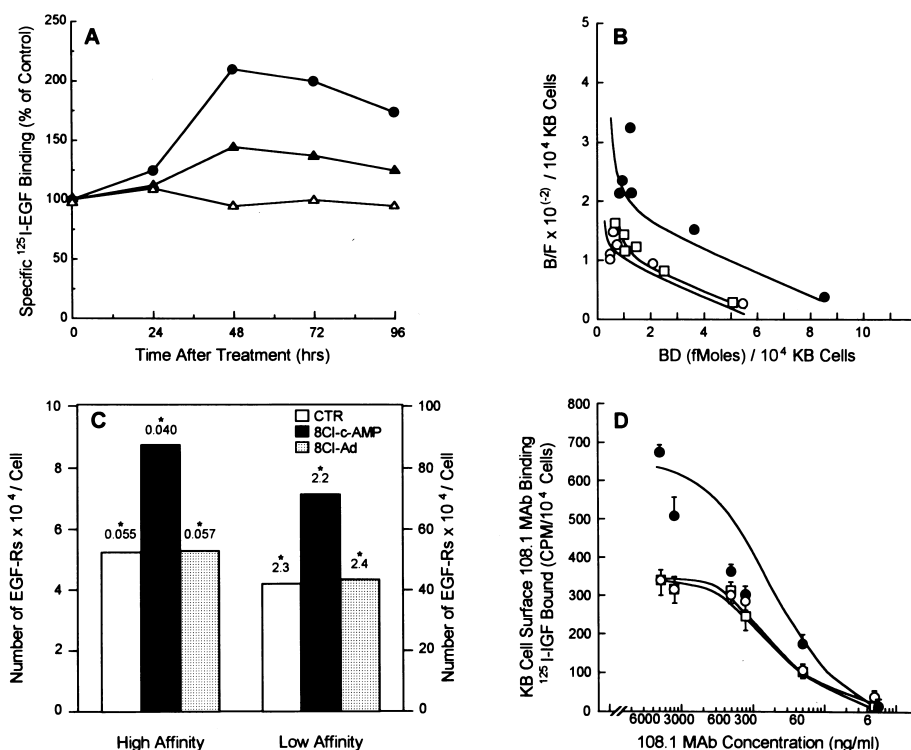 A
Specific ¹²⁵I-EGF Binding (% of Control)
250
200
150
100
50
0
0 24 48 72 96
Time After Treatment (hrs)
B
B/F x 10⁽⁻²⁾ / 10⁴ KB Cells
5
4
3
2
1
0
0 2 4 6 8 10
BD (fMoles) / 10⁴ KB Cells
C
Number of EGF-Rs x 10⁴ / Cell
10
8
6
4
2
0
CTR
8Cl-c-AMP
8Cl-Ad
*
0.055
*
0.040
*
0.057
*
2.3
*
2.2
*
2.4
100
80
60
40
20
0
Number of EGF-Rs x 10⁴ / Cell
High Affinity Low Affinity
D
KB Cell Surface 108.1 MAb Binding
¹²⁵I-IGF Bound (CPM/10⁴ Cells)
800
700
600
500
400
300
200
100
0
6000 3000 600 300 60 6
108.1 MAb Concentration (ng/ml)